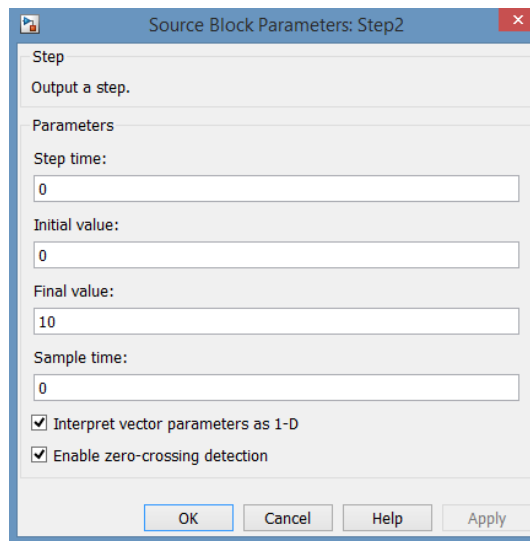 Source Block Parameters: Step2
Step
Output a step.
Parameters
Step time:
0
Initial value:
0
Final value:
10
Sample time:
0
Interpret vector parameters as 1-D
Enable zero-crossing detection
OK Cancel Help Apply